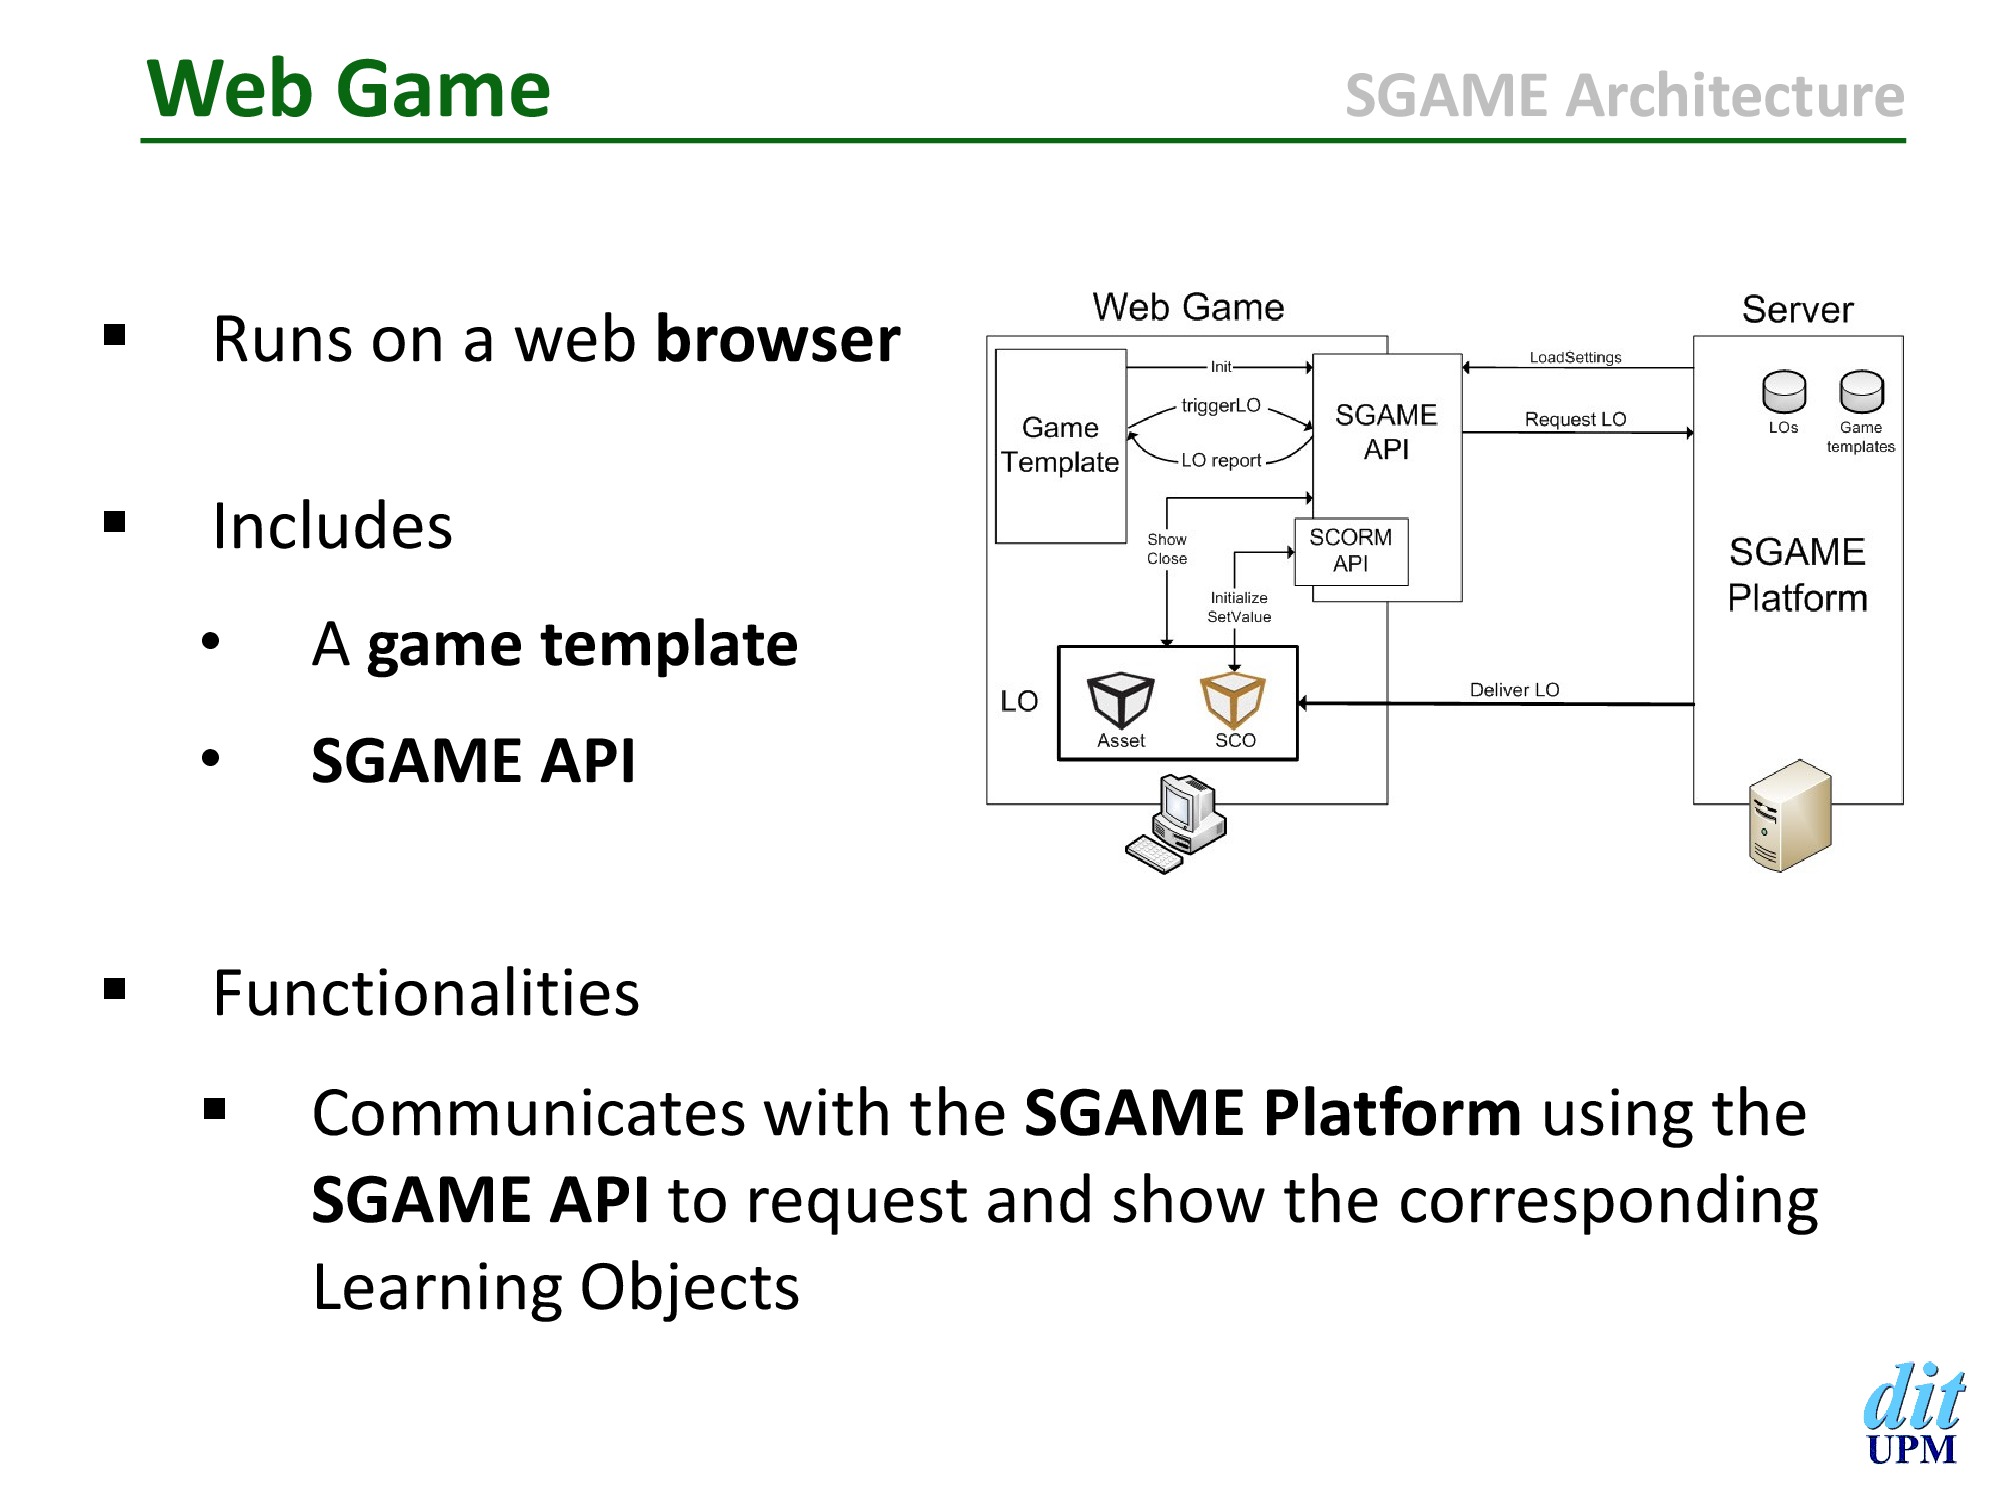 Web Game
SGAME Architecture
▪ Runs on a web browser
▪ Includes
• A game template
• SGAME API
Web Game
Server
Game
Template
Init
triggerLO
LO report
SGAME
API
LoadSettings
Request LO
LOs
Game
templates
Show
Close
SCORM
API
Initialize
SetValue
SGAME
Platform
LO
Asset
SCO
Deliver LO
▪ Functionalities
▪ Communicates with the SGAME Platform using the
SGAME API to request and show the corresponding
Learning Objects
dit
UPM